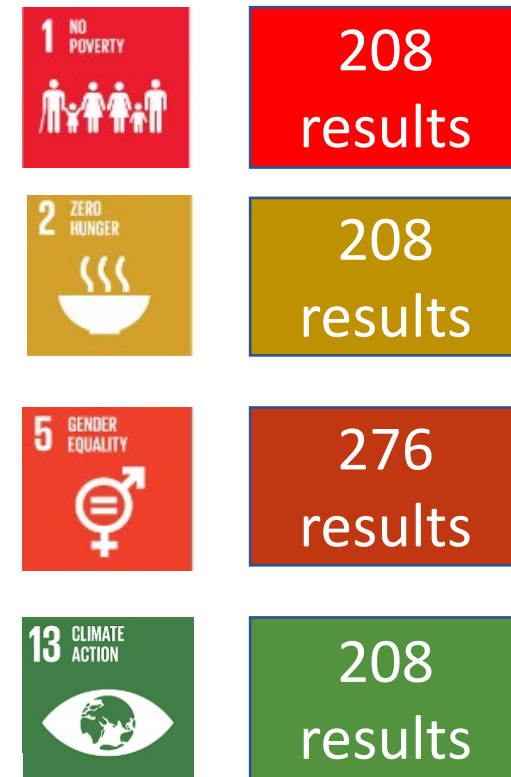 1 NO
POVERTY
208
results
2 ZERO
HUNGER
208
results
5 GENDER
EQUALITY
276
results
13 CLIMATE
ACTION
208
results